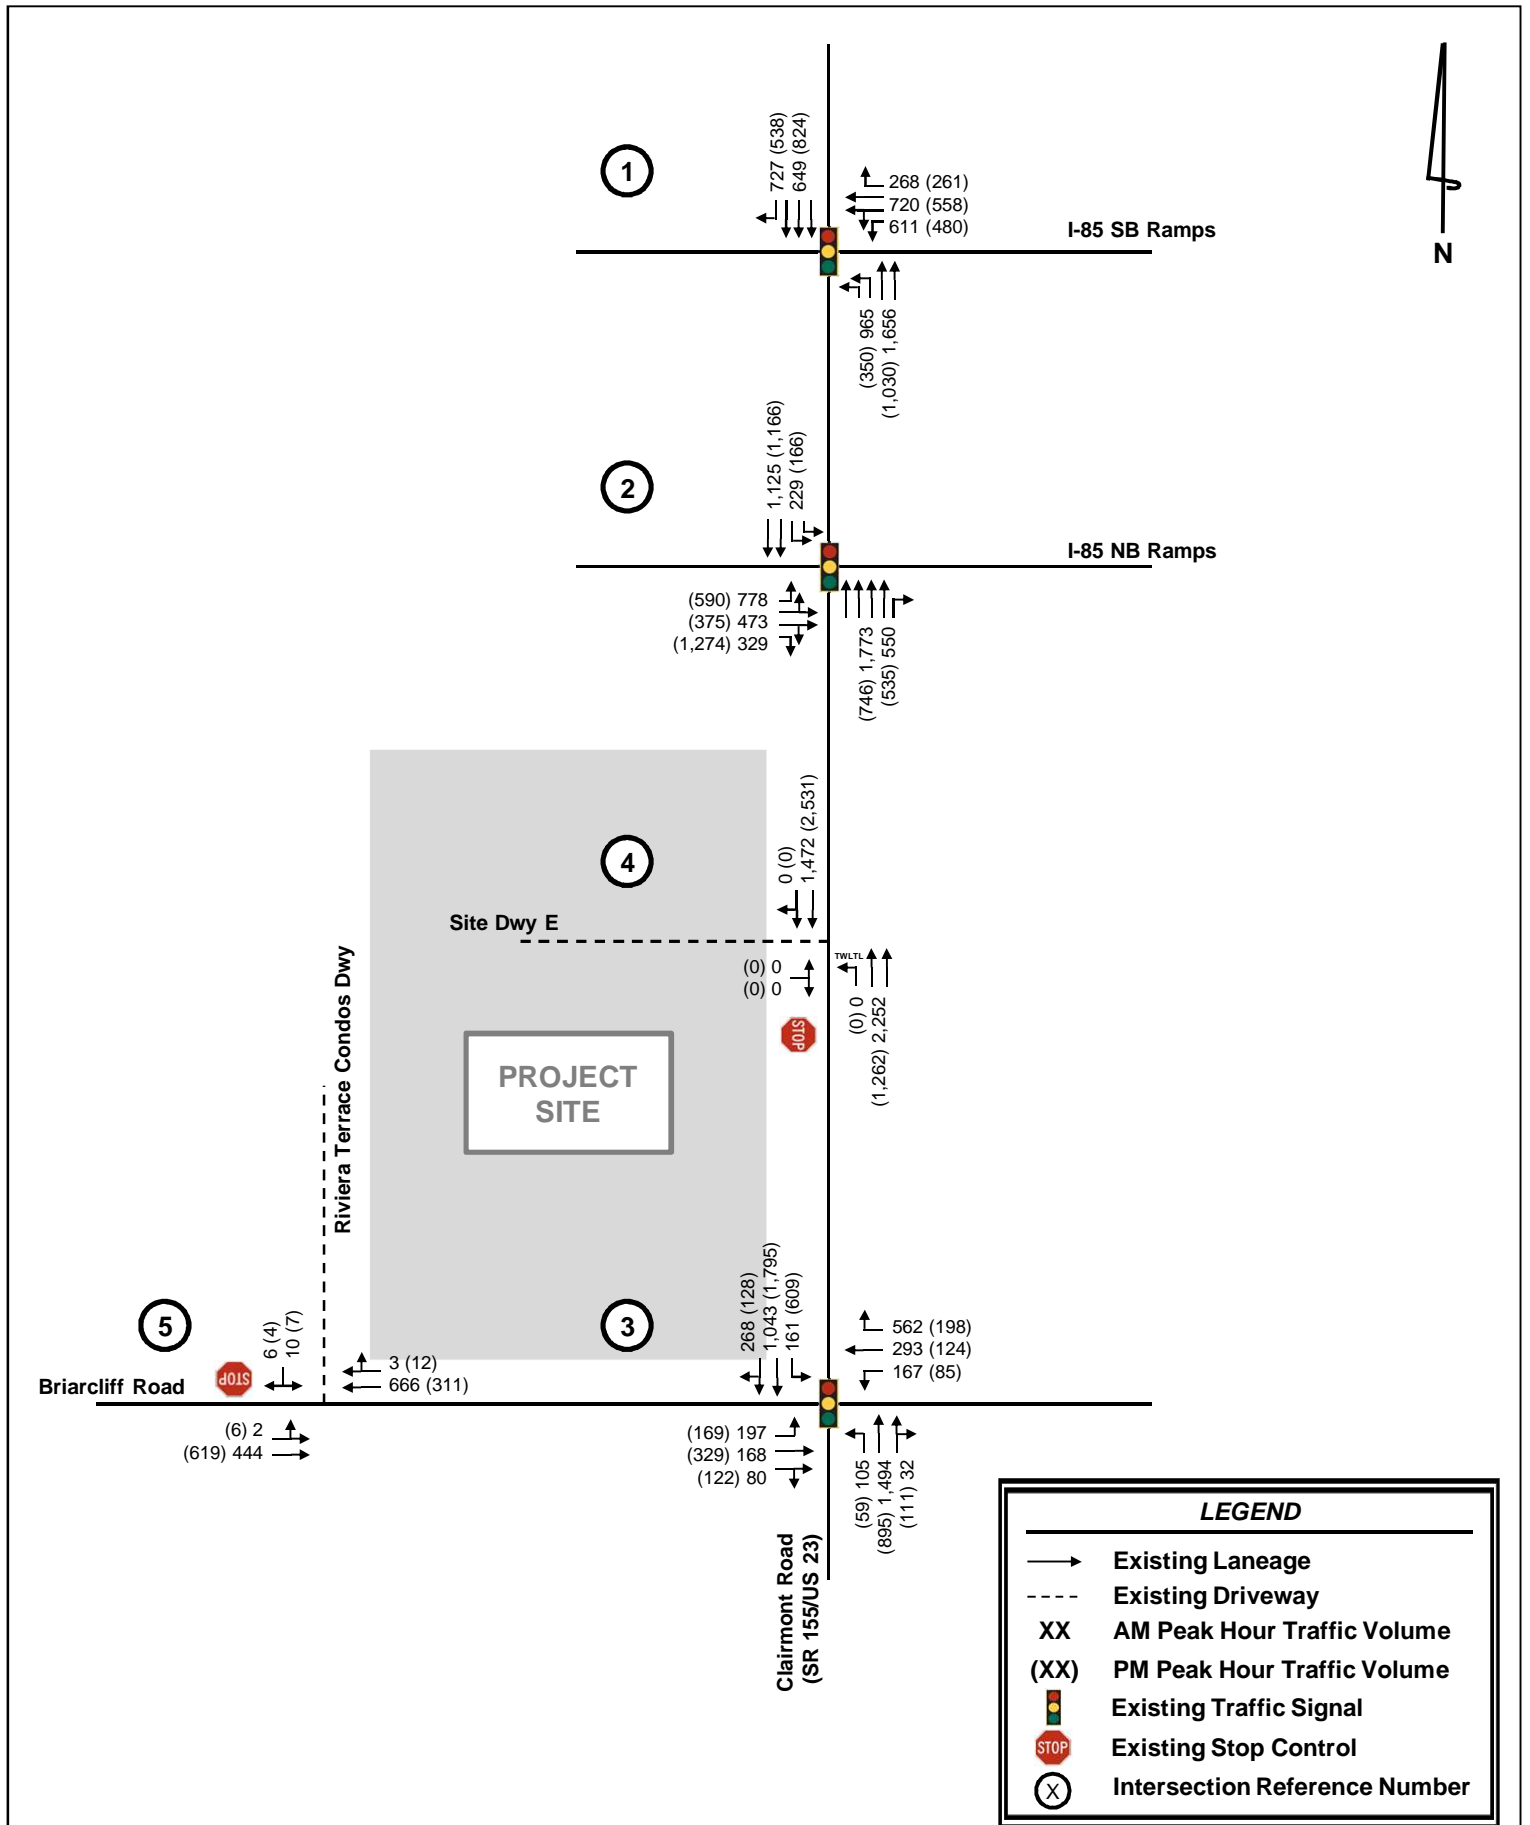 1
727 (538)
649 (824)
268 (261)
720 (558)
611 (480)
I-85 SB Ramps
N
(350) 965
(1,030) 1,656
2
1,125 (1,166)
229 (166)
I-85 NB Ramps
(590) 778
(375) 473
(1,274) 329
(746) 1,773
(535) 550
4
0 (0)
1,472 (2,531)
Site Dwy E
(0) 0
(0) 0
STOP
TWLTL
(0) 0
(1,262) 2,252
Riviera Terrace Condos Dwy
PROJECT
SITE
5
6 (4)
10 (7)
STOP
3 (12)
666 (311)
Briarcliff Road
(6) 2
(619) 444
3
268 (128)
1,043 (1,795)
161 (609)
562 (198)
293 (124)
167 (85)
(169) 197
(329) 168
(122) 80
(59) 105
(895) 1,494
(111) 32
Clairmont Road
(SR 155/US 23)
LEGEND
Existing Laneage
Existing Driveway
XX AM Peak Hour Traffic Volume
(XX) PM Peak Hour Traffic Volume
Existing Traffic Signal
STOP Existing Stop Control
X Intersection Reference Number